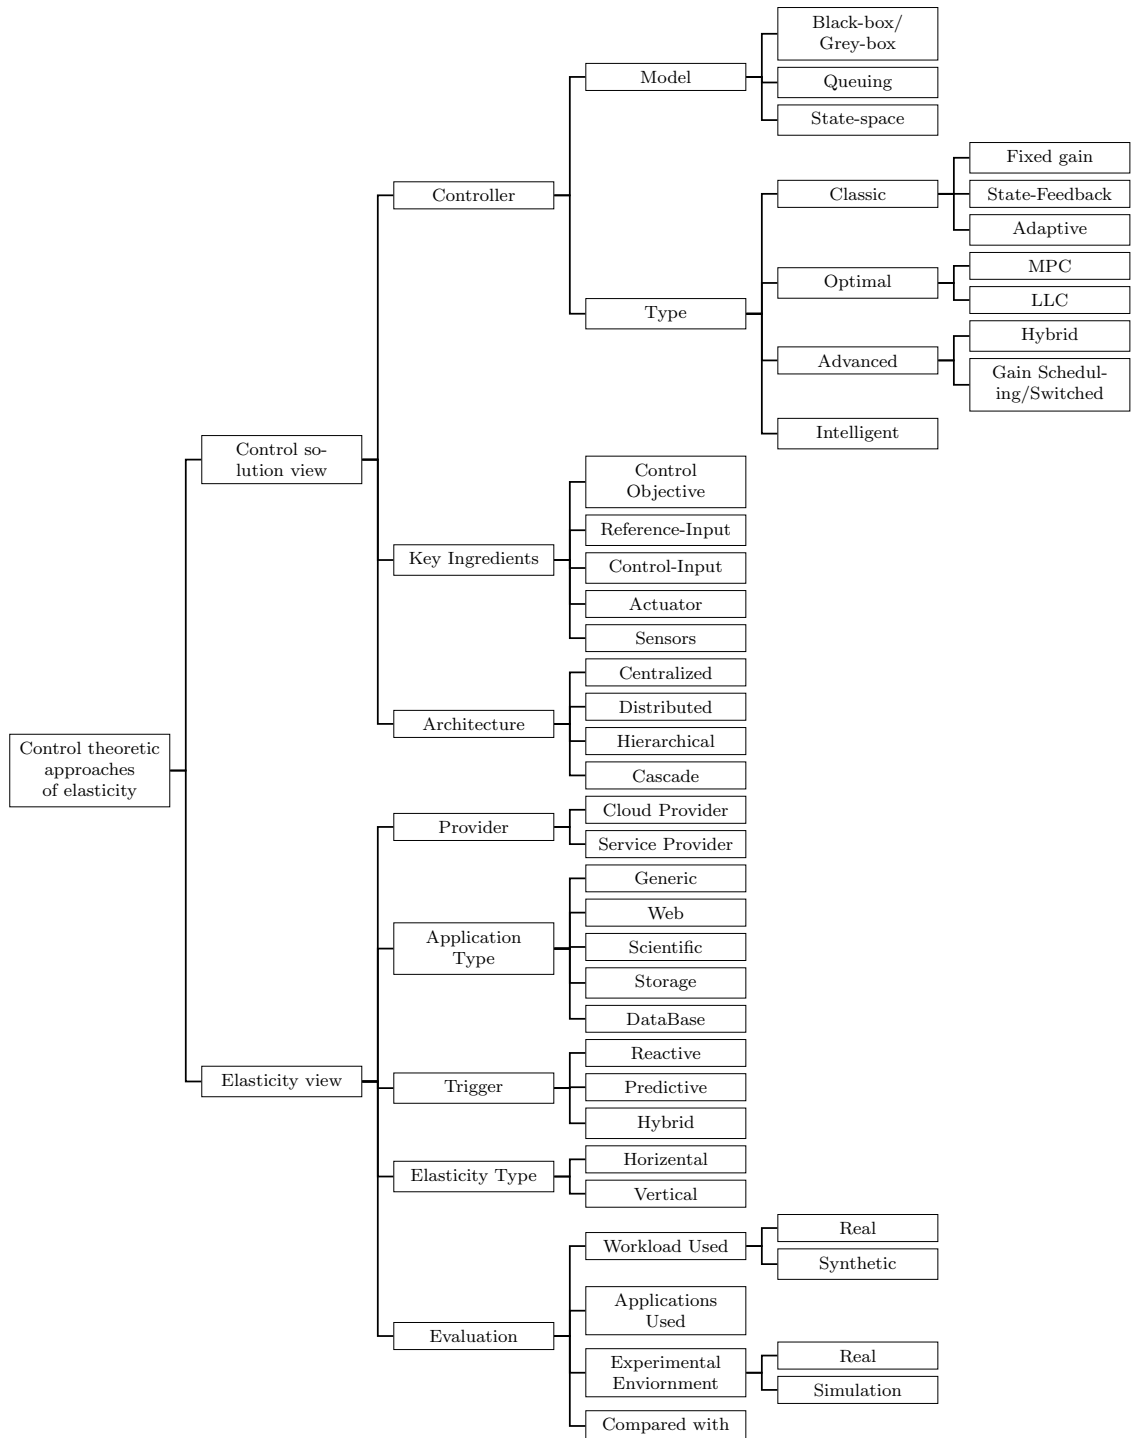 Control theoretic
approaches
of elasticity
Control so-
lution view
Controller
Model
Black-box/
Grey-box
Queuing
State-space
Type
Classic
Fixed gain
State-Feedback
Adaptive
Optimal
MPC
LLC
Advanced
Hybrid
Gain Schedul-
ing/Switched
Intelligent
Key Ingredients
Control
Objective
Reference-Input
Control-Input
Actuator
Sensors
Architecture
Centralized
Distributed
Hierarchical
Cascade
Elasticity view
Provider
Cloud Provider
Service Provider
Application
Type
Generic
Web
Scientific
Storage
DataBase
Trigger
Reactive
Predictive
Hybrid
Elasticity Type
Horizental
Vertical
Evaluation
Workload Used
Real
Synthetic
Applications
Used
Experimental
Enviornment
Real
Simulation
Compared with